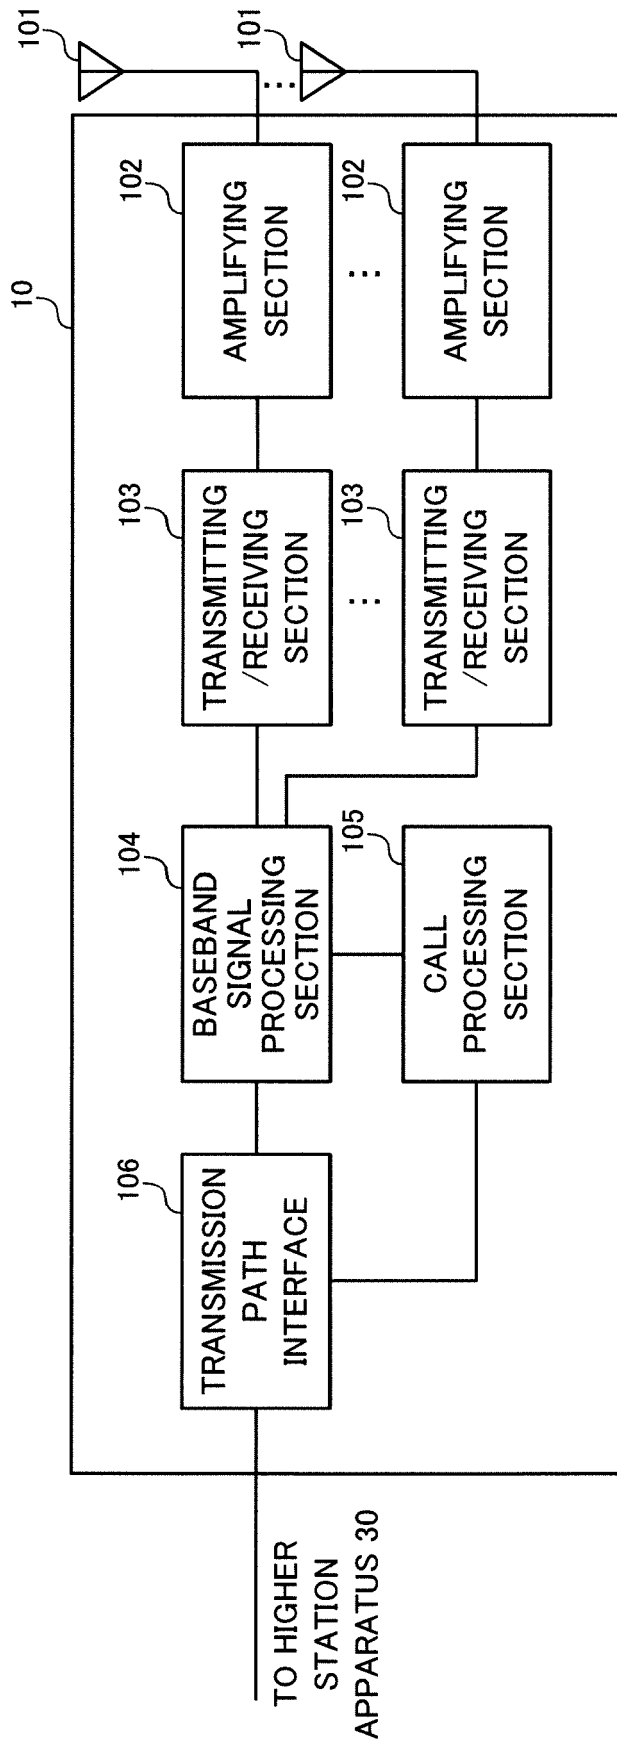 10
101
101
102
AMPLIFYING
SECTION
...
102
AMPLIFYING
SECTION
...
103
TRANSMITTING
/RECEIVING
SECTION
...
103
TRANSMITTING
/RECEIVING
SECTION
104
BASEBAND
SIGNAL
PROCESSING
SECTION
105
CALL
PROCESSING
SECTION
106
TRANSMISSION
PATH
INTERFACE
TO HIGHER
STATION
APPARATUS 30